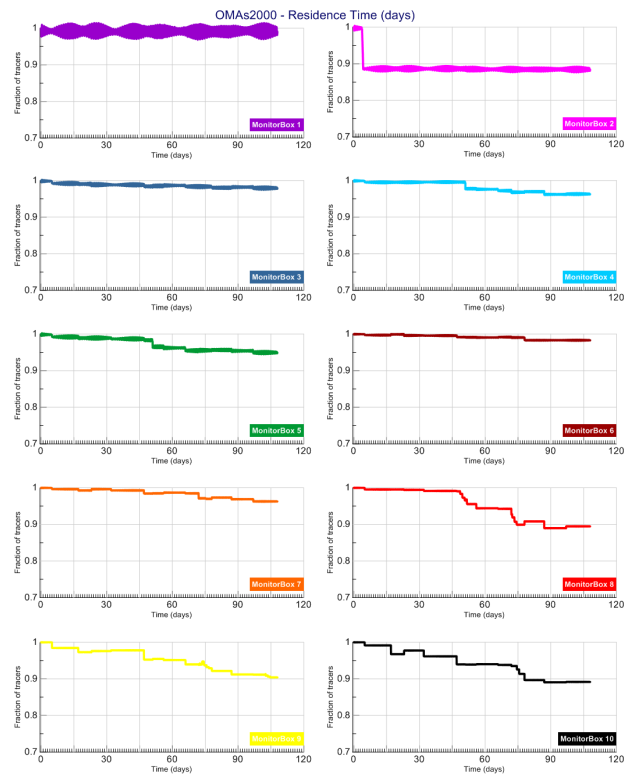 OMAs2000 - Residence Time (days)
Fraction of tracers
1
0.9
0.8
0.7
0 30 60 90 120
Time (days)
MonitorBox 1
Fraction of tracers
1
0.9
0.8
0.7
0 30 60 90 120
Time (days)
MonitorBox 2
Fraction of tracers
1
0.9
0.8
0.7
0 30 60 90 120
Time (days)
MonitorBox 3
Fraction of tracers
1
0.9
0.8
0.7
0 30 60 90 120
Time (days)
MonitorBox 4
Fraction of tracers
1
0.9
0.8
0.7
0 30 60 90 120
Time (days)
MonitorBox 5
Fraction of tracers
1
0.9
0.8
0.7
0 30 60 90 120
Time (days)
MonitorBox 6
Fraction of tracers
1
0.9
0.8
0.7
0 30 60 90 120
Time (days)
MonitorBox 7
Fraction of tracers
1
0.9
0.8
0.7
0 30 60 90 120
Time (days)
MonitorBox 8
Fraction of tracers
1
0.9
0.8
0.7
0 30 60 90 120
Time (days)
MonitorBox 9
Fraction of tracers
1
0.9
0.8
0.7
0 30 60 90 120
Time (days)
MonitorBox 10